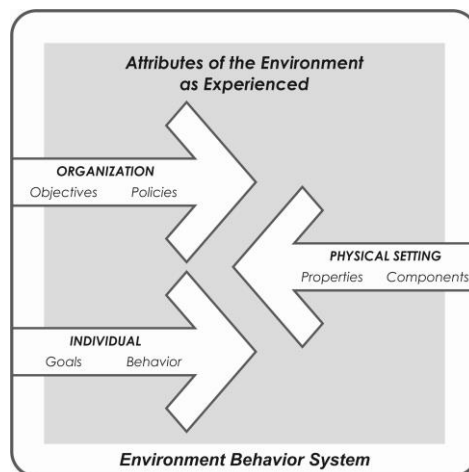 Attributes of the Environment
as Experienced
ORGANIZATION
Objectives Policies
PHYSICAL SETTING
Properties Components
INDIVIDUAL
Goals Behavior
Environment Behavior System